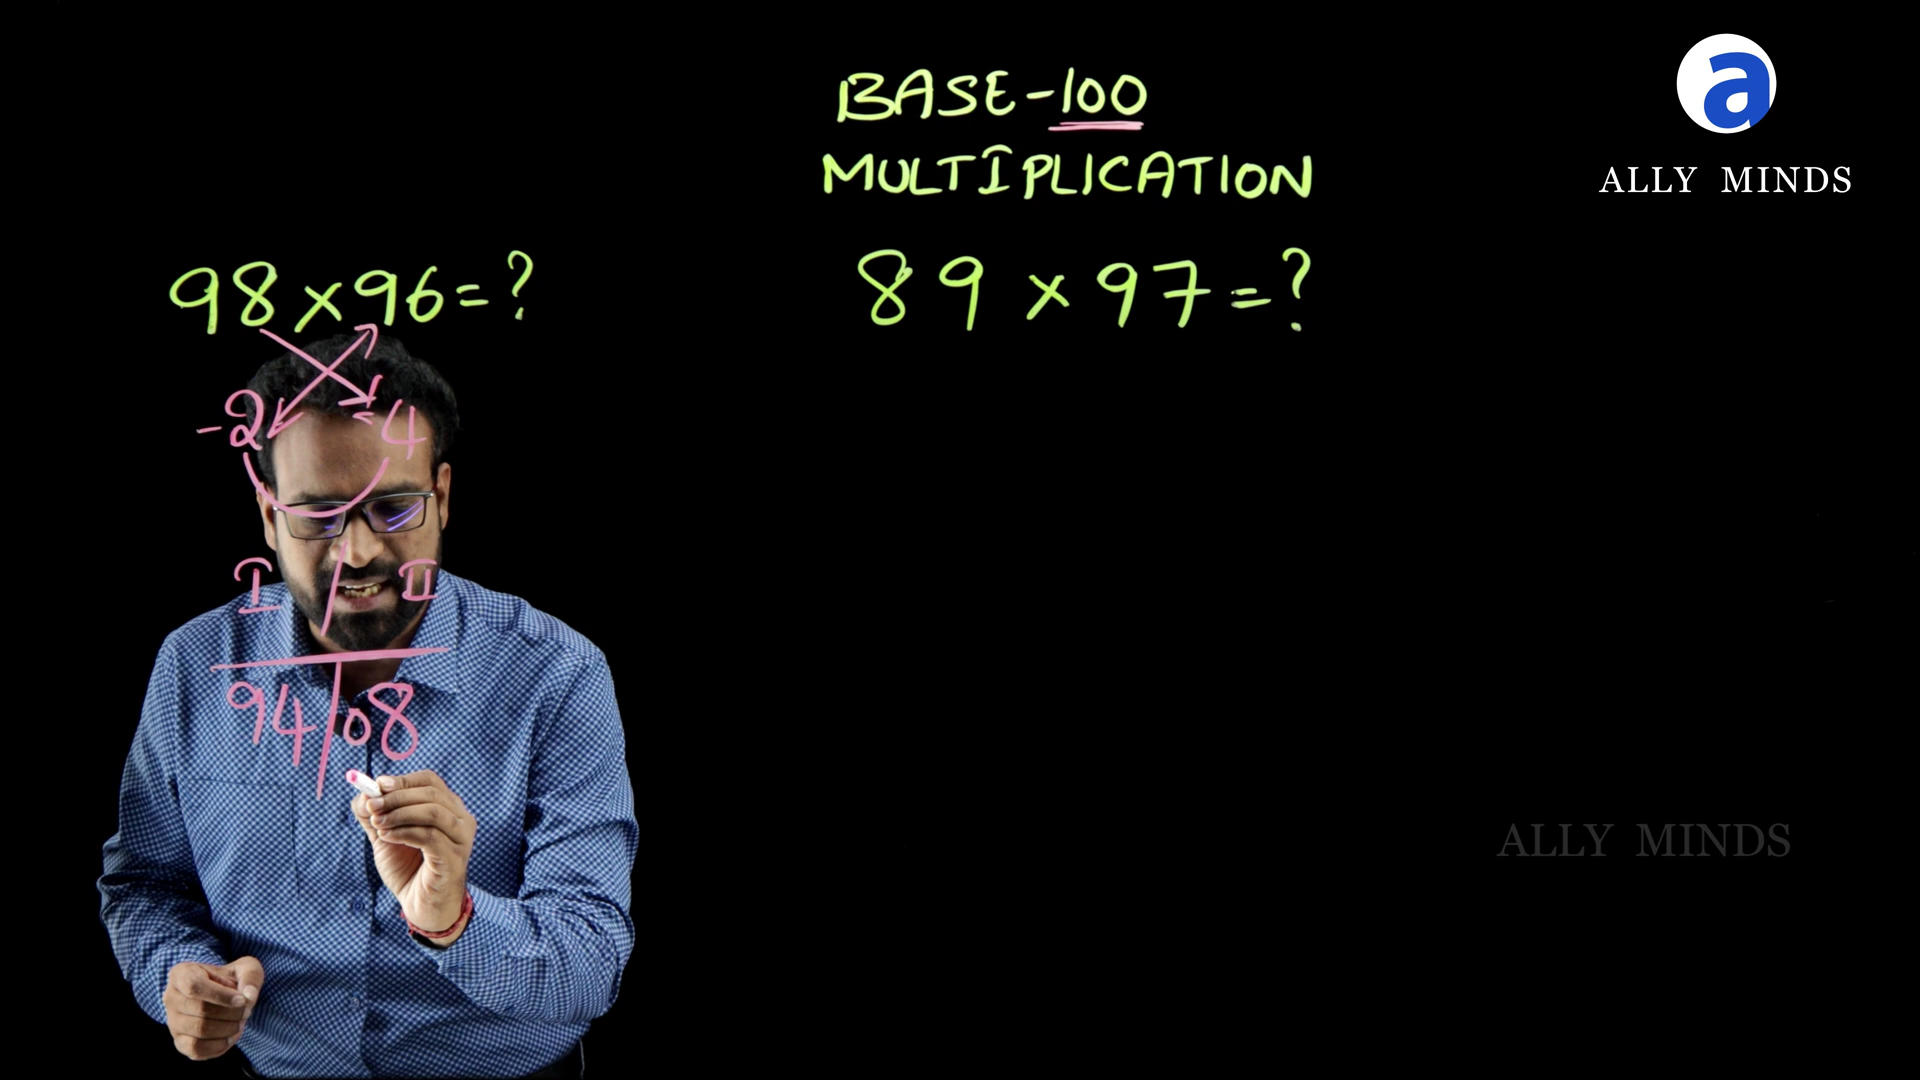 BASE-100
MULTIPLICATION
a
ALLY MINDS
98×96=?
-2 -4
I / II
94/08
89×97=?
ALLY MINDS